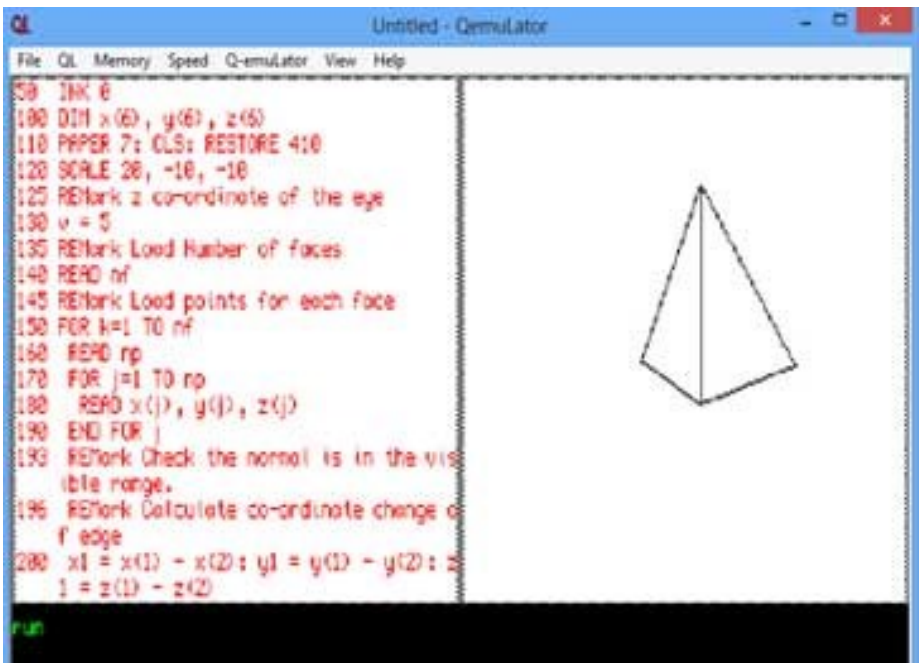 QL Untitled - QemuLator
File QL Memory Speed Q-emuLator View Help
50 INK 0
100 DIM x(6), y(6), z(6)
110 PAPER 7: CLS: RESTORE 410
120 SCALE 20, -10, -10
125 REMark z co-ordinate of the eye
130 v = 5
135 REMark Load Number of faces
140 READ nf
145 REMark Load points for each face
150 FOR k=1 TO nf
160 READ np
170 FOR j=1 TO np
180 READ x(j), y(j), z(j)
190 END FOR j
193 REMark Check the normal is in the vis
ible range.
196 REMark Calculate co-ordinate change o
f edge
200 x1 = x(1) - x(2): y1 = y(1) - y(2): z
1 = z(1) - z(2)
run